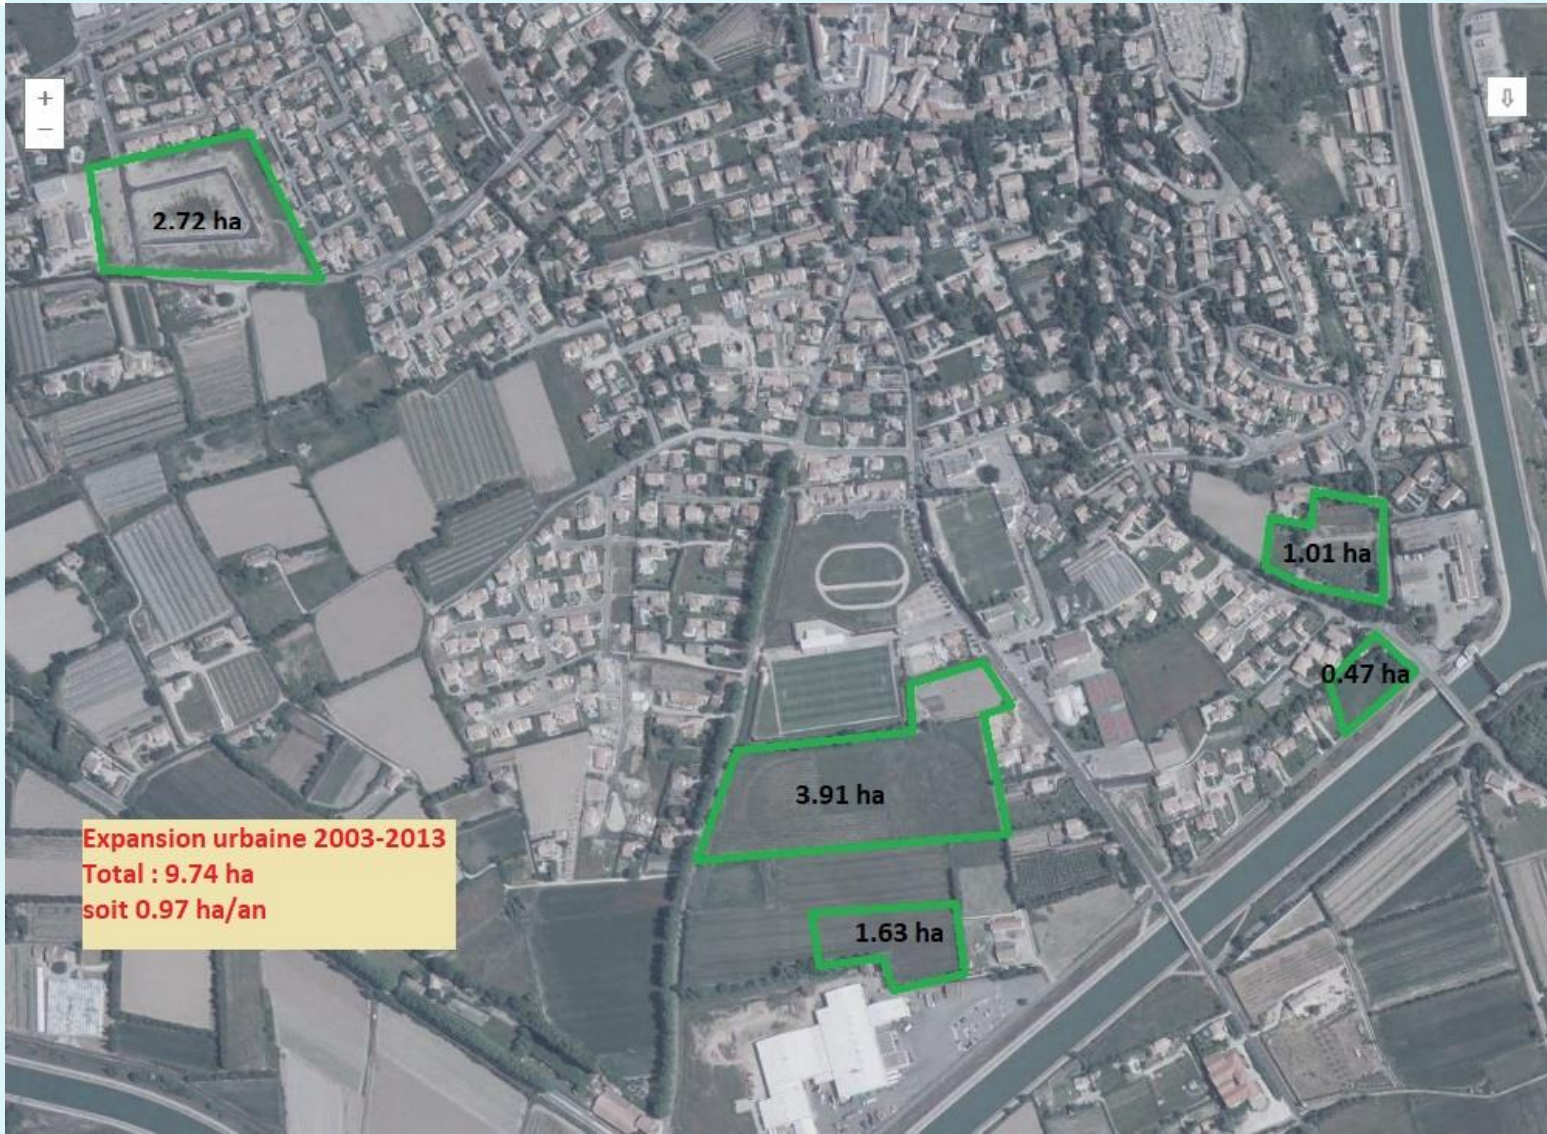 +
−
⇩
2.72 ha
1.01 ha
0.47 ha
3.91 ha
Expansion urbaine 2003-2013
Total : 9.74 ha
soit 0.97 ha/an
1.63 ha